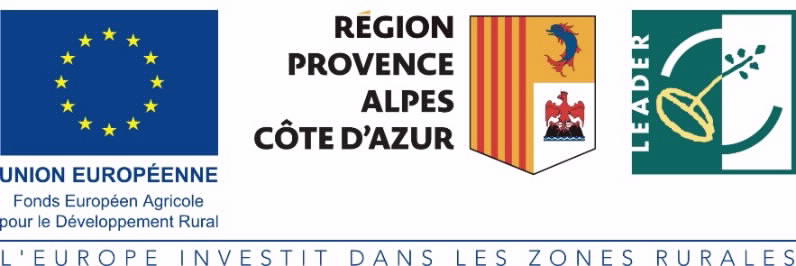 UNION EUROPÉENNE
Fonds Européen Agricole
pour le Développement Rural
RÉGION
PROVENCE
ALPES
CÔTE D'AZUR
LEADER
L'EUROPE INVESTIT DANS LES ZONES RURALES